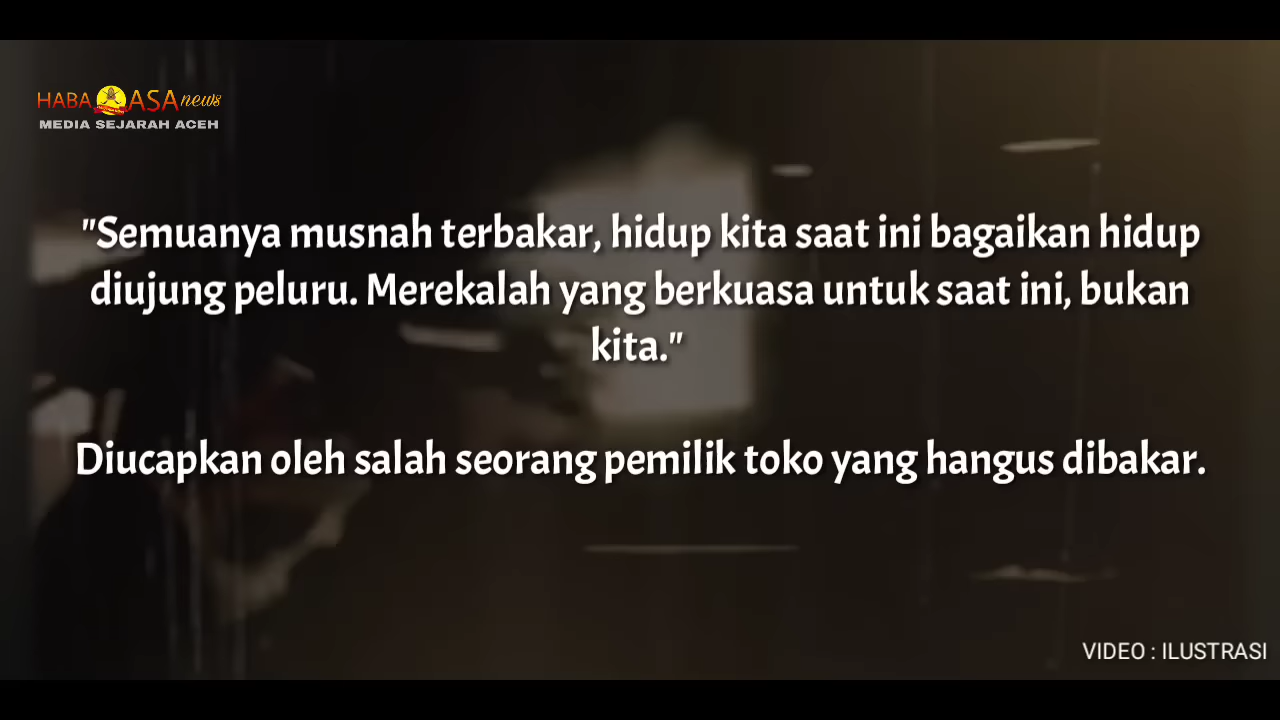 HABA ASA news
MEDIA SEJARAH ACEH
"Semuanya musnah terbakar, hidup kita saat ini bagaikan hidup
diujung peluru. Merekalah yang berkuasa untuk saat ini, bukan
kita."
Diucapkan oleh salah seorang pemilik toko yang hangus dibakar.
VIDEO : ILUSTRASI